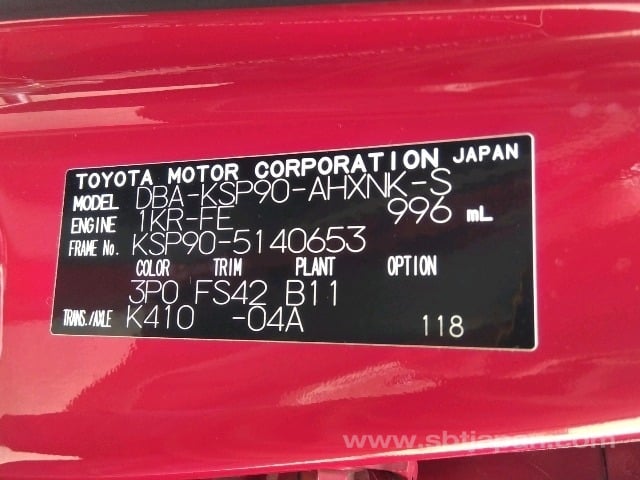 TOYOTA MOTOR CORPORATION JAPAN
MODEL DBA-KSP90-AHXNK-S
ENGINE 1KR-FE 996 mL
FRAME No. KSP90-5140653
COLOR TRIM PLANT OPTION
3P0 FS42 B11
TRANS./AXLE K410 -04A 118
www.sbtjapan.com